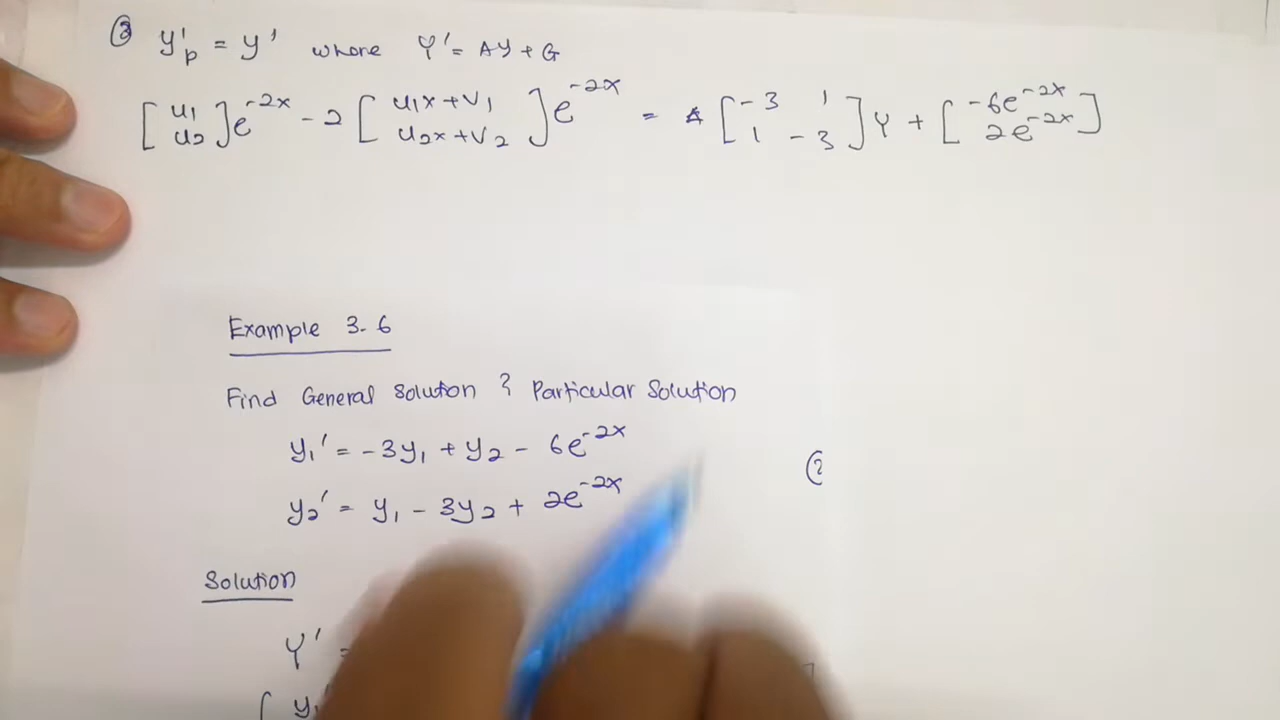 ③ y'p = y' where Y' = AY + G
[u1 u2]e^-2x - 2[u1x+v1 u2x+v2]e^-2x = [-3 1 1 -3]Y + [-6e^-2x 2e^-2x]
Example 3.6
Find General Solution ? Particular Solution
y1' = -3y1 + y2 - 6e^-2x
y2' = y1 - 3y2 + 2e^-2x
Solution
Y' =